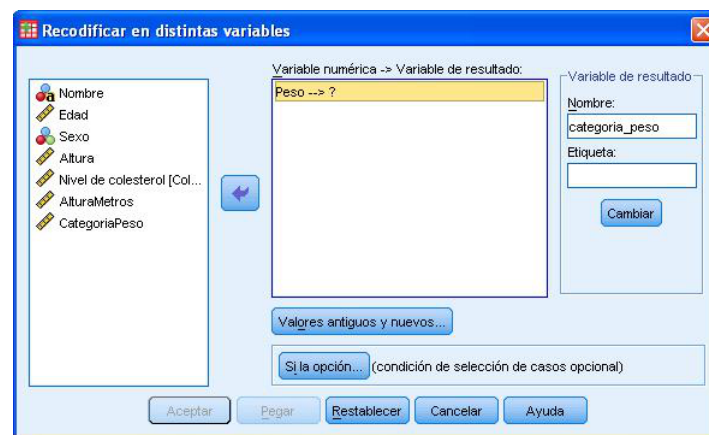 Recodificar en distintas variables
Nombre
Edad
Sexo
Altura
Nivel de colesterol [Col...
AlturaMetros
CategoriaPeso
Variable numérica -> Variable de resultado:
Peso --> ?
Variable de resultado
Nombre:
categoria_peso
Etiqueta:
Cambiar
Valores antiguos y nuevos...
Si la opción... (condición de selección de casos opcional)
Aceptar Pegar Restablecer Cancelar Ayuda